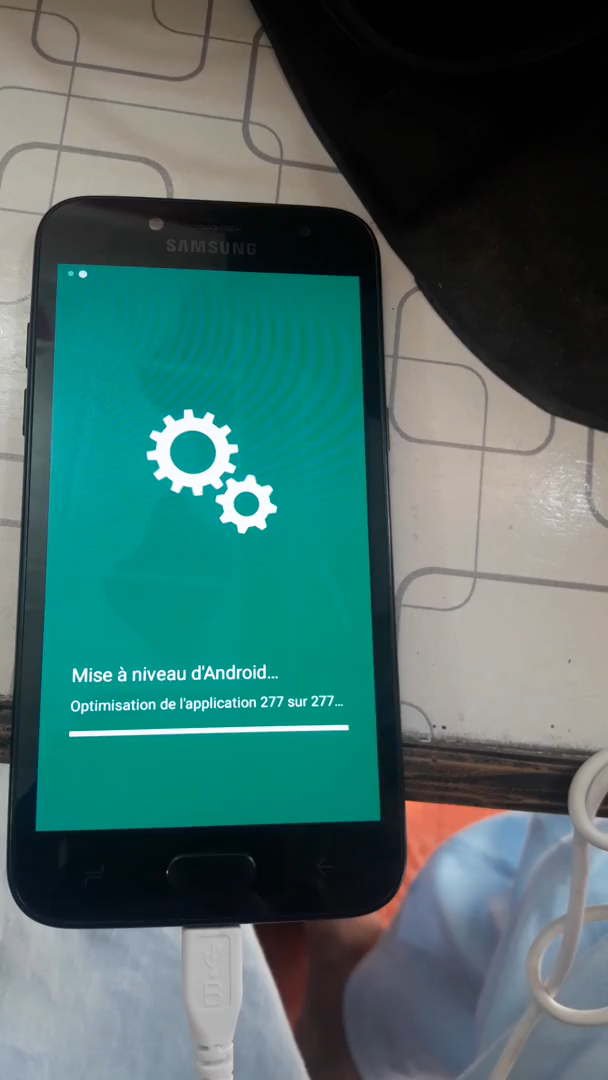 SAMSUNG
Mise à niveau d'Android...
Optimisation de l'application 277 sur 277...